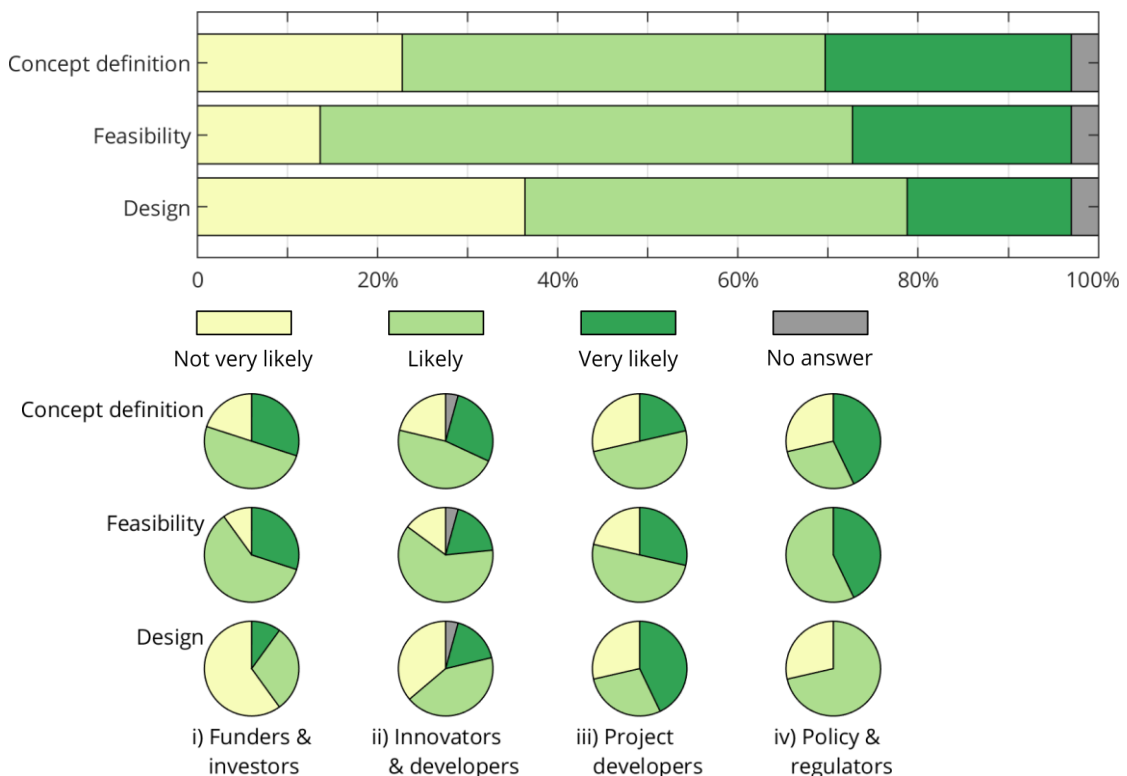 Concept definition
Feasibility
Design
0 20% 40% 60% 80% 100%
Not very likely Likely Very likely No answer
Concept definition
Feasibility
Design
i) Funders & ii) Innovators iii) Project iv) Policy &
investors & developers developers regulators